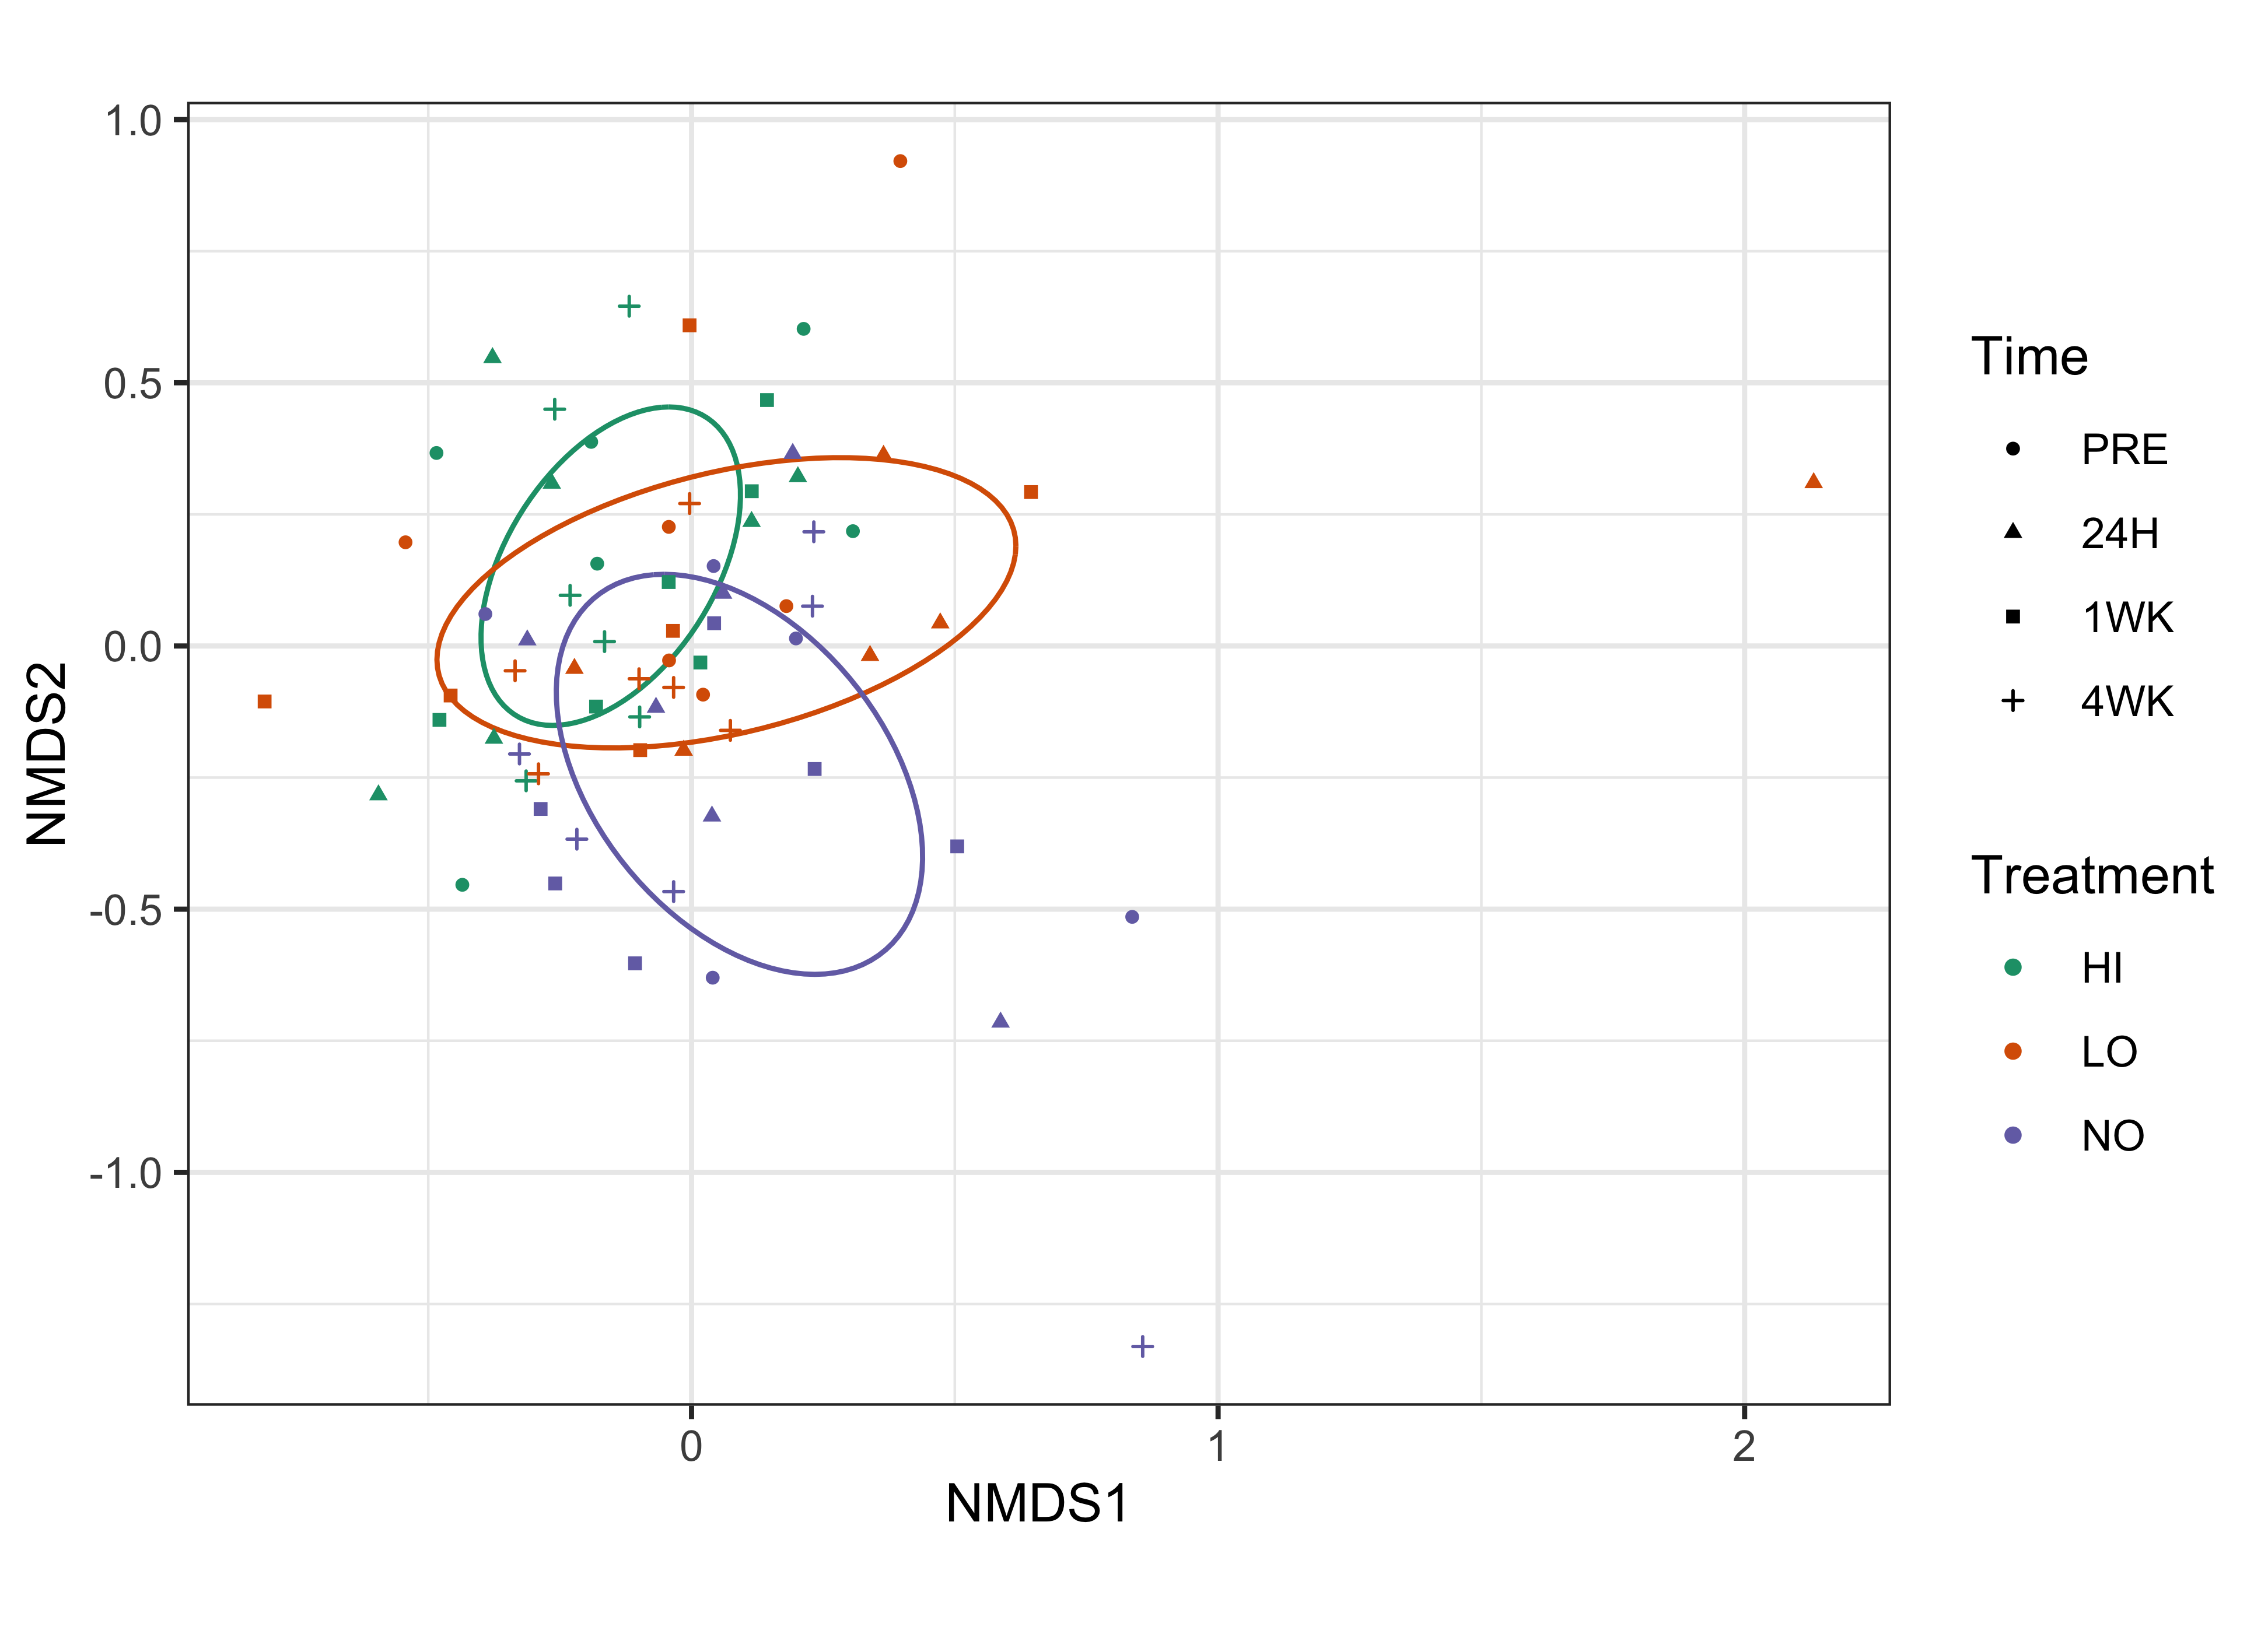 1.0
0.5
0.0
-0.5
-1.0
NMDS2
0
1
2
NMDS1
Time
PRE
24H
1WK
4WK
Treatment
HI
LO
NO